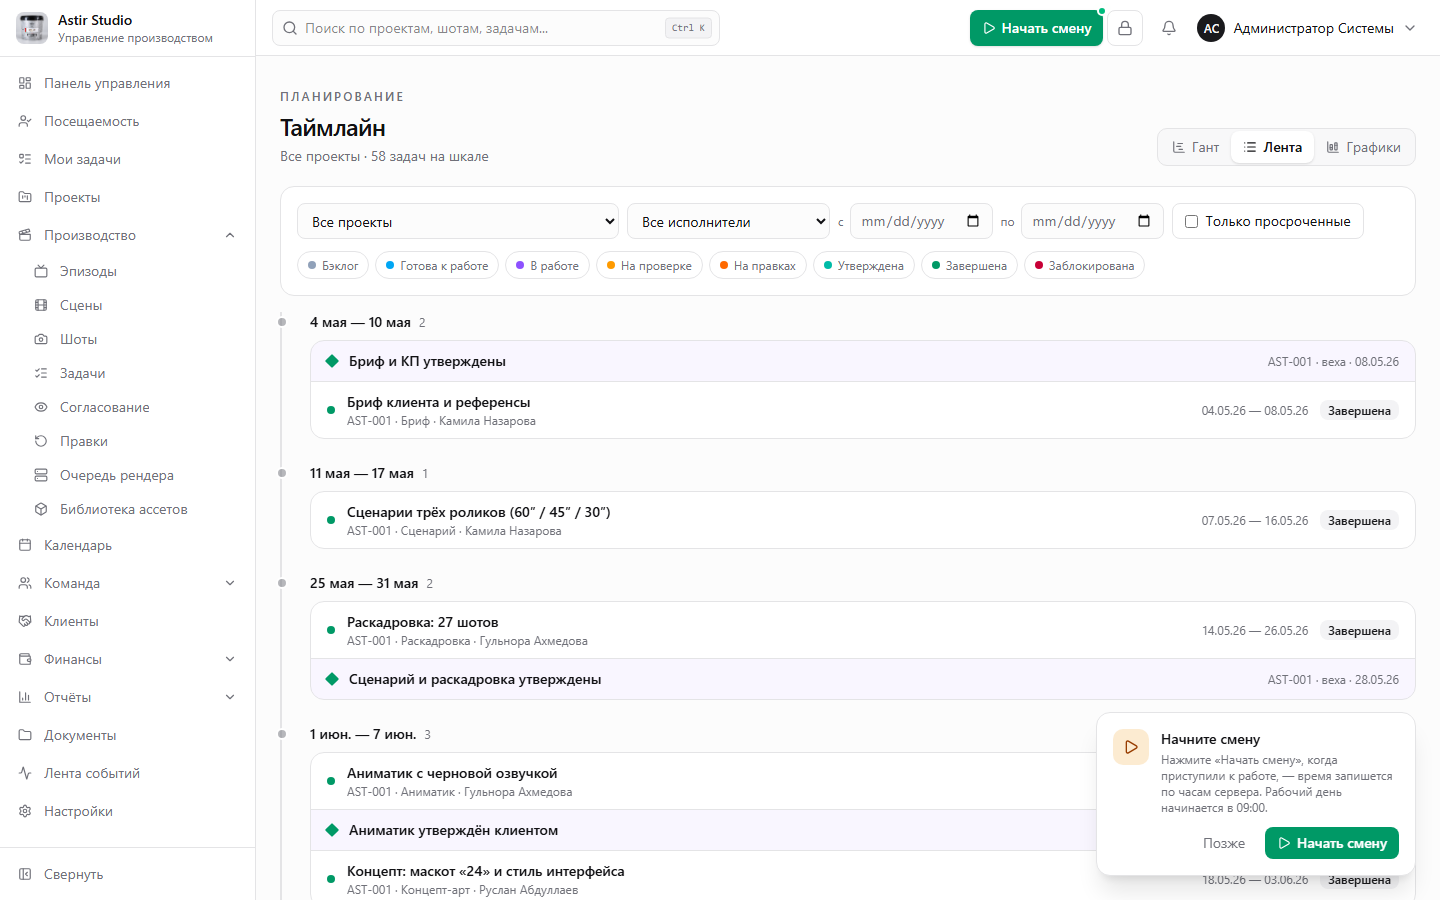 Astir Studio
Управление производством
Поиск по проектам, шотам, задачам...
Ctrl K
Начать смену
АС
Администратор Системы
Панель управления
Посещаемость
Мои задачи
Проекты
Производство
Эпизоды
Сцены
Шоты
Задачи
Согласование
Правки
Очередь рендера
Библиотека ассетов
Календарь
Команда
Клиенты
Финансы
Отчёты
Документы
Лента событий
Настройки
Свернуть
ПЛАНИРОВАНИЕ
Таймлайн
Все проекты · 58 задач на шкале
Гант
Лента
Графики
Все проекты
Все исполнители
с
mm/dd/yyyy
по
mm/dd/yyyy
Только просроченные
Бэклог
Готова к работе
В работе
На проверке
На правках
Утверждена
Завершена
Заблокирована
4 мая — 10 мая 2
Бриф и КП утверждены
AST-001 · веха · 08.05.26
Бриф клиента и референсы
AST-001 · Бриф · Камила Назарова
04.05.26 — 08.05.26
Завершена
11 мая — 17 мая 1
Сценарии трёх роликов (60″ / 45″ / 30″)
AST-001 · Сценарий · Камила Назарова
07.05.26 — 16.05.26
Завершена
25 мая — 31 мая 2
Раскадровка: 27 шотов
AST-001 · Раскадровка · Гульнора Ахмедова
14.05.26 — 26.05.26
Завершена
Сценарий и раскадровка утверждены
AST-001 · веха · 28.05.26
1 июн. — 7 июн. 3
Аниматик с черновой озвучкой
AST-001 · Аниматик · Гульнора Ахмедова
Аниматик утверждён клиентом
Концепт: маскот «24» и стиль интерфейса
AST-001 · Концепт-арт · Руслан Абдуллаев
18.05.26 — 03.06.26
Завершена
Начните смену
Нажмите «Начать смену», когда
приступили к работе, — время запишется
по часам сервера. Рабочий день
начинается в 09:00.
Позже
Начать смену